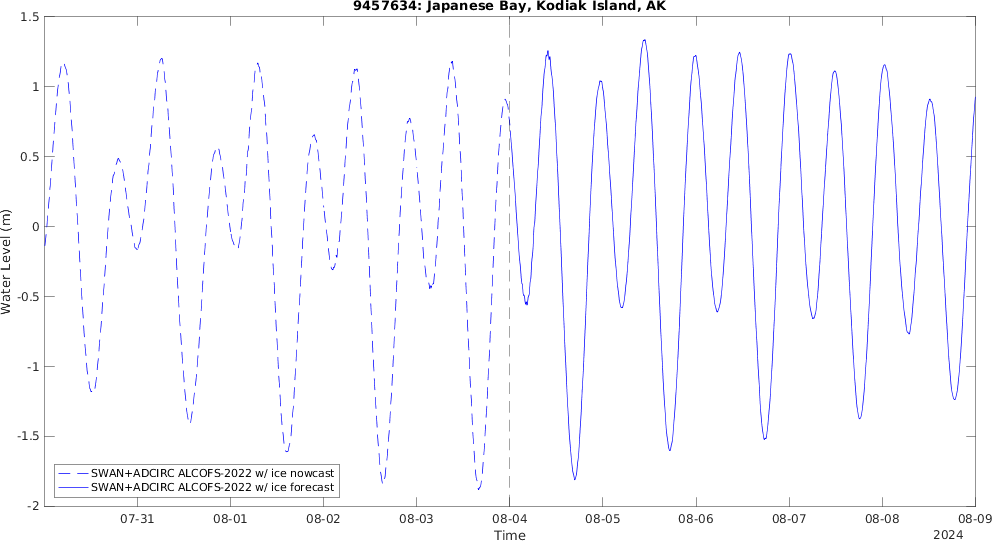 9457634: Japanese Bay, Kodiak Island, AK
Water Level (m)
1.5
1
0.5
0
-0.5
-1
-1.5
-2
SWAN+ADCIRC ALCOFS-2022 w/ ice nowcast
SWAN+ADCIRC ALCOFS-2022 w/ ice forecast
07-31 08-01 08-02 08-03 08-04 08-05 08-06 08-07 08-08 08-09
Time
2024